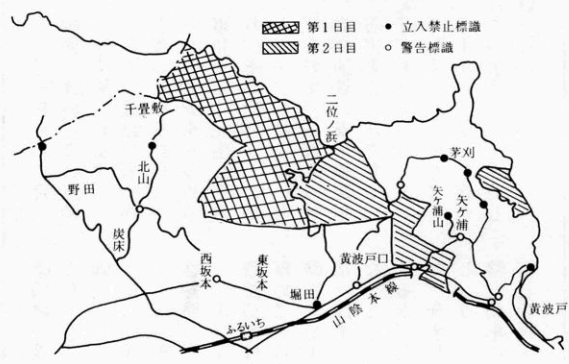 第1日目
立入禁止標識
第2日目
警告標識
千畳敷
二位ノ浜
茅刈
北山
野田
矢ケ浦山
矢ケ浦
炭床
西坂本
東坂本
黄波戸口
堀田
山陰本線
黄波戸
ふるいち